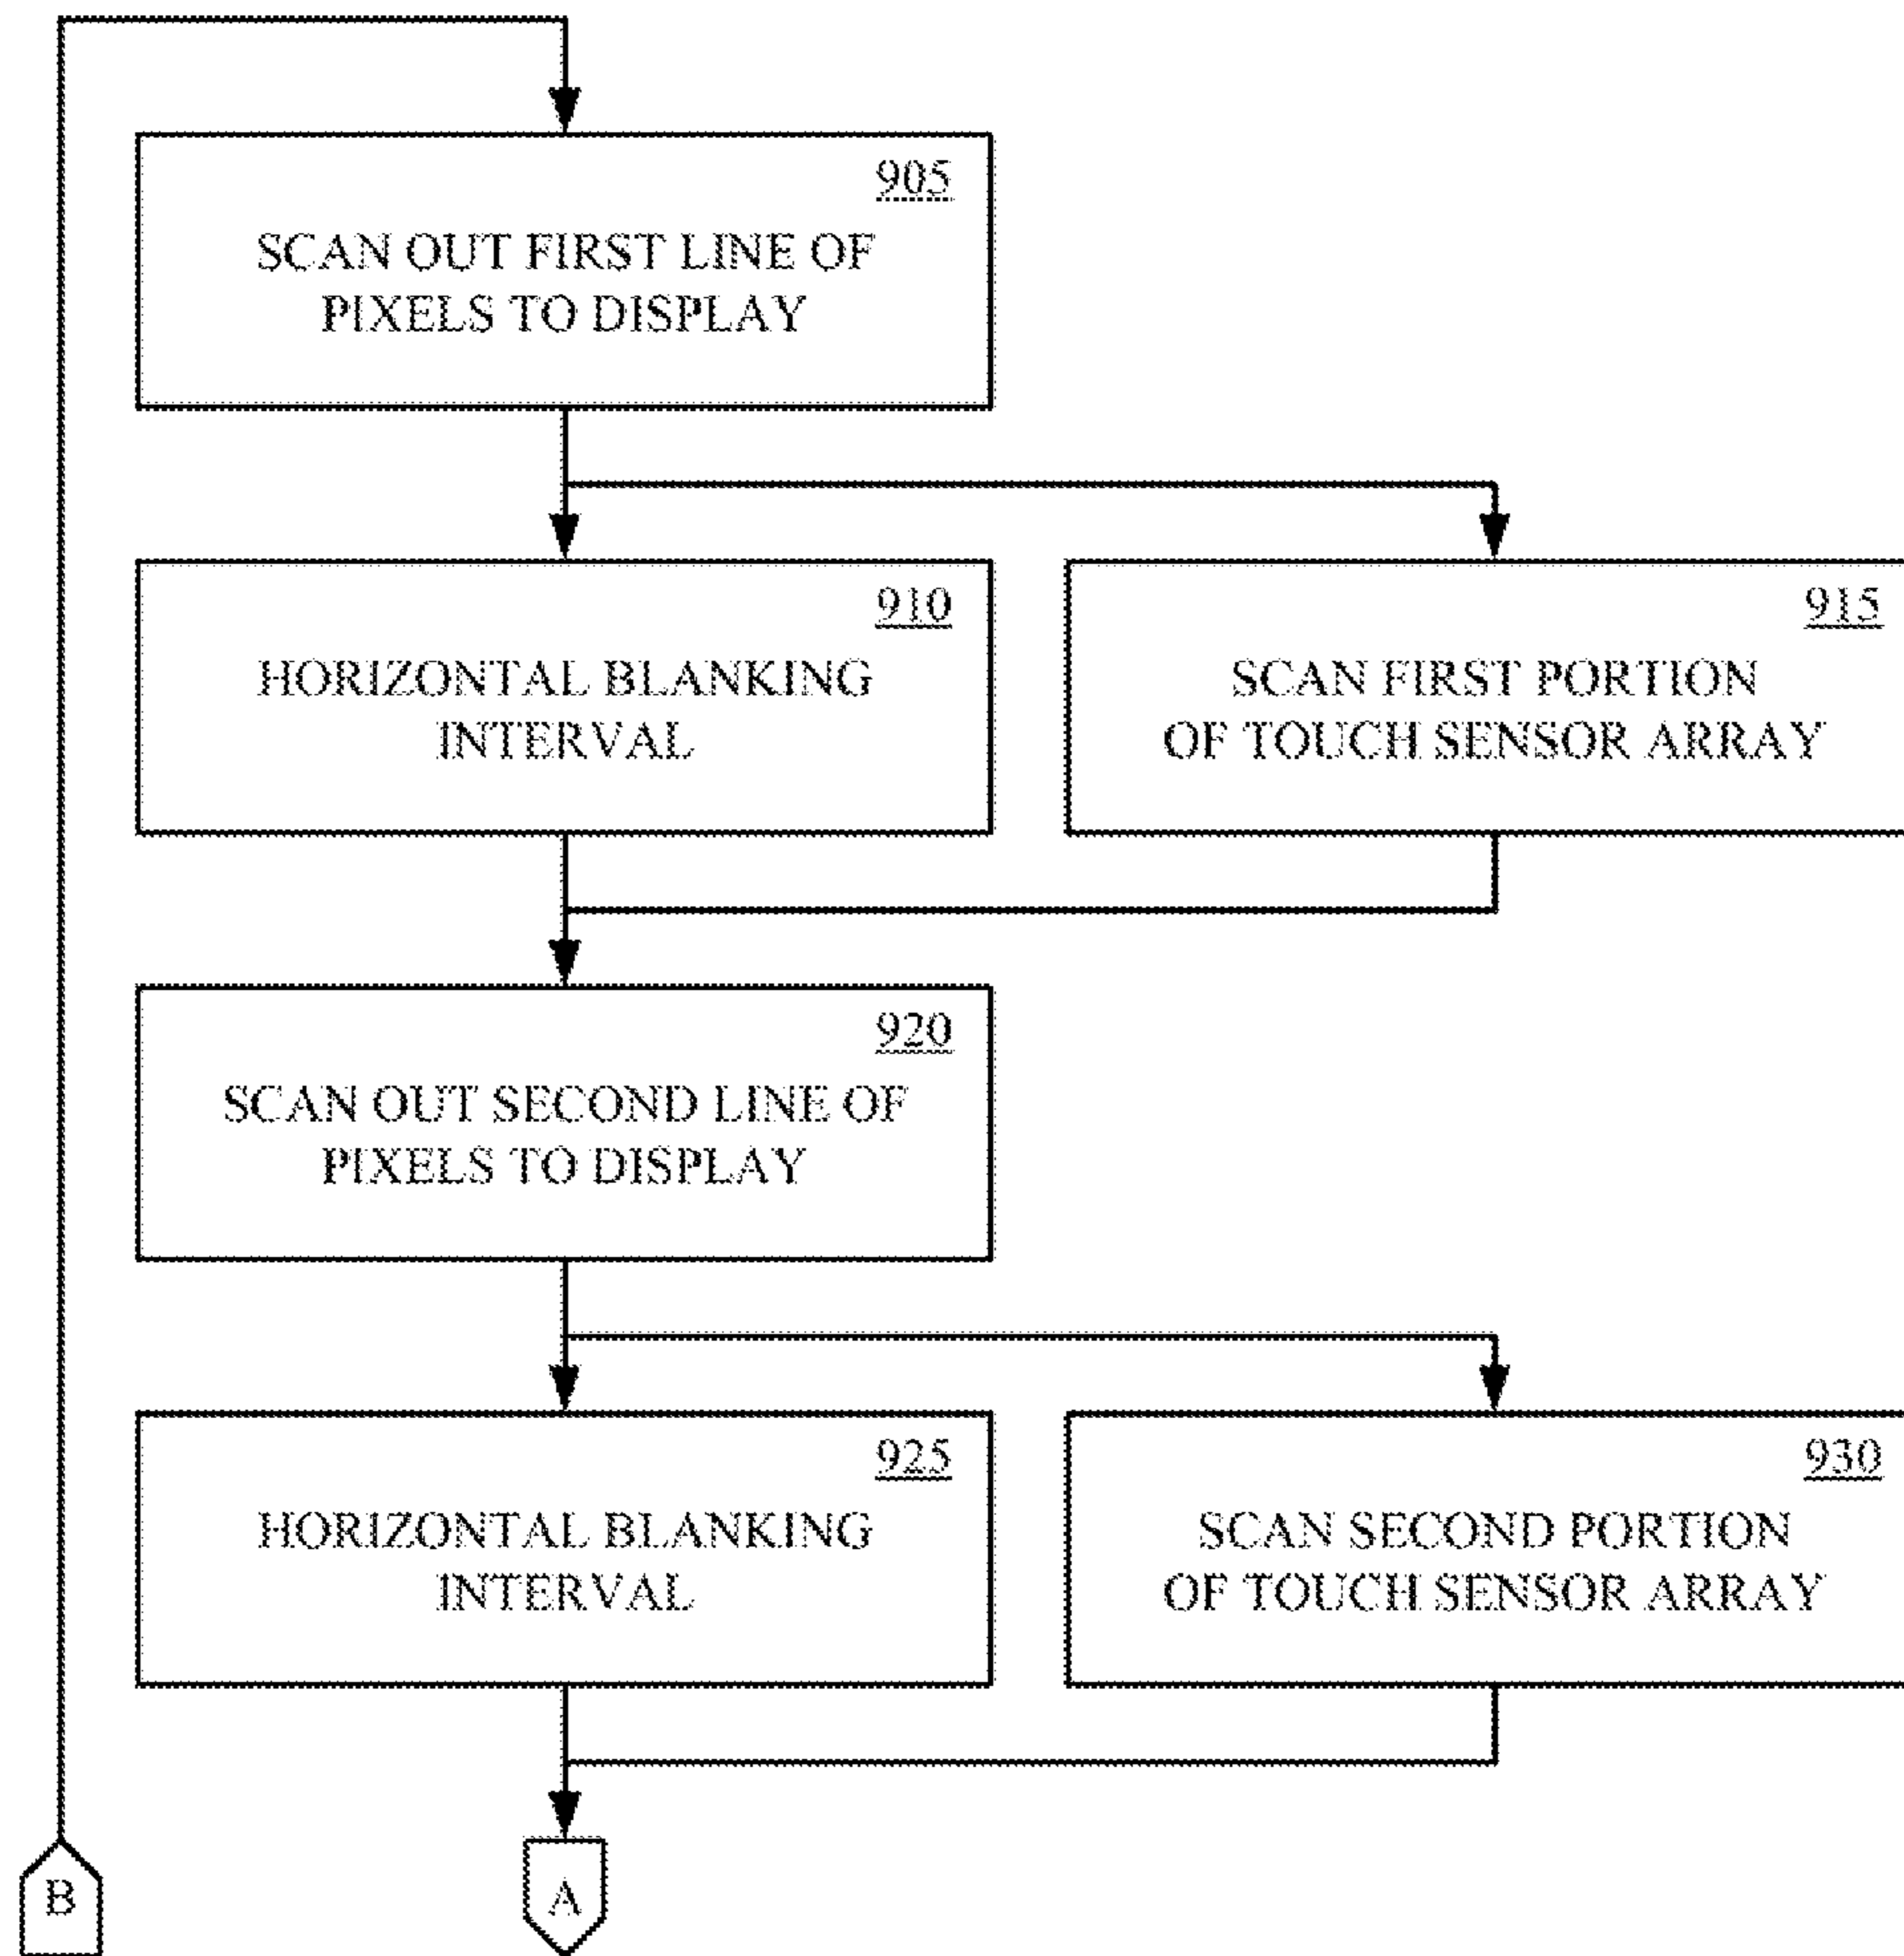 905
SCAN OUT FIRST LINE OF
PIXELS TO DISPLAY
910
HORIZONTAL BLANKING
INTERVAL
915
SCAN FIRST PORTION
OF TOUCH SENSOR ARRAY
920
SCAN OUT SECOND LINE OF
PIXELS TO DISPLAY
925
HORIZONTAL BLANKING
INTERVAL
930
SCAN SECOND PORTION
OF TOUCH SENSOR ARRAY
B
A